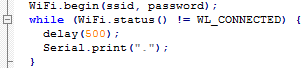 WiFi.begin(ssid, password);
while (WiFi.status() != WL_CONNECTED) {
delay(500);
Serial.print(".");
}